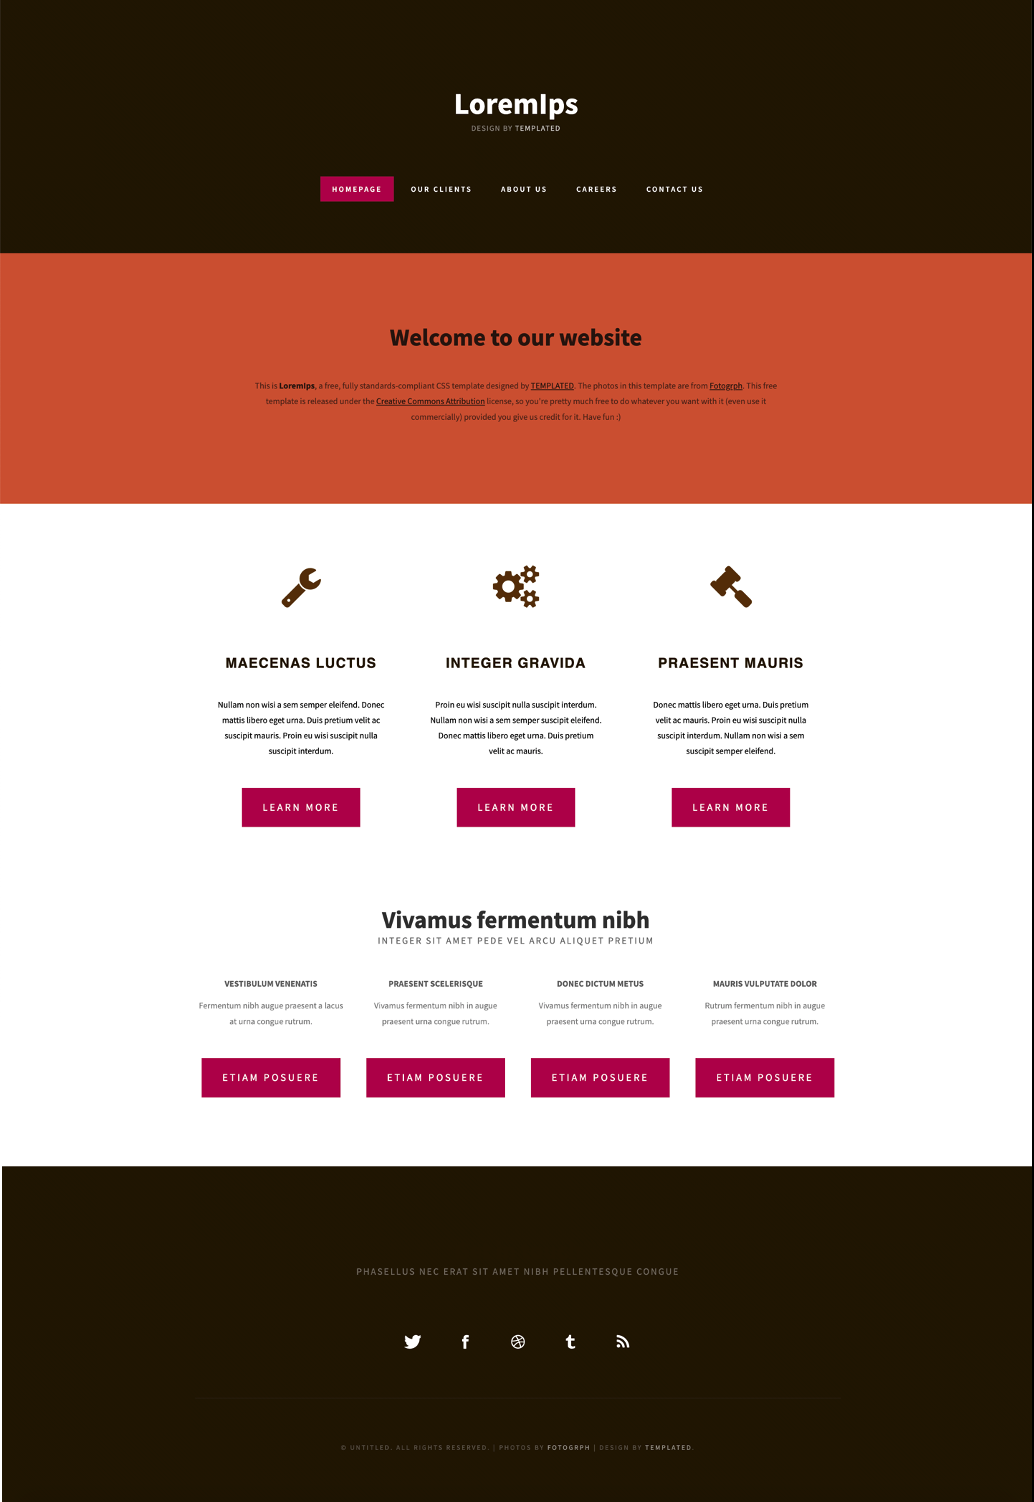 LoremIps
DESIGN BY TEMPLATED
HOMEPAGE OUR CLIENTS ABOUT US CAREERS CONTACT US
Welcome to our website
This is LoremIps, a free, fully standards-compliant CSS template designed by TEMPLATED. The photos in this template are from Fotogrph. This free
template is released under the Creative Commons Attribution license, so you're pretty much free to do whatever you want with it (even use it
commercially) provided you give us credit for it. Have fun :)
MAECENAS LUCTUS
Nullam non wisi a sem semper eleifend. Donec
mattis libero eget urna. Duis pretium velit ac
suscipit mauris. Proin eu wisi suscipit nulla
suscipit interdum.
LEARN MORE
INTEGER GRAVIDA
Proin eu wisi suscipit nulla suscipit interdum.
Nullam non wisi a sem semper suscipit eleifend.
Donec mattis libero eget urna. Duis pretium
velit ac mauris.
LEARN MORE
PRAESENT MAURIS
Donec mattis libero eget urna. Duis pretium
velit ac mauris. Proin eu wisi suscipit nulla
suscipit interdum. Nullam non wisi a sem
suscipit semper eleifend.
LEARN MORE
Vivamus fermentum nibh
INTEGER SIT AMET PEDE VEL ARCU ALIQUET PRETIUM
VESTIBULUM VENENATIS
Fermentum nibh augue praesent a lacus
at urna congue rutrum.
ETIAM POSUERE
PRAESENT SCELERISQUE
Vivamus fermentum nibh in augue
praesent urna congue rutrum.
ETIAM POSUERE
DONEC DICTUM METUS
Vivamus fermentum nibh in augue
praesent urna congue rutrum.
ETIAM POSUERE
MAURIS VULPUTATE DOLOR
Rutrum fermentum nibh in augue
praesent urna congue rutrum.
ETIAM POSUERE
PHASELLUS NEC ERAT SIT AMET NIBH PELLENTESQUE CONGUE
© UNTITLED. ALL RIGHTS RESERVED. | PHOTOS BY FOTOGRPH | DESIGN BY TEMPLATED.